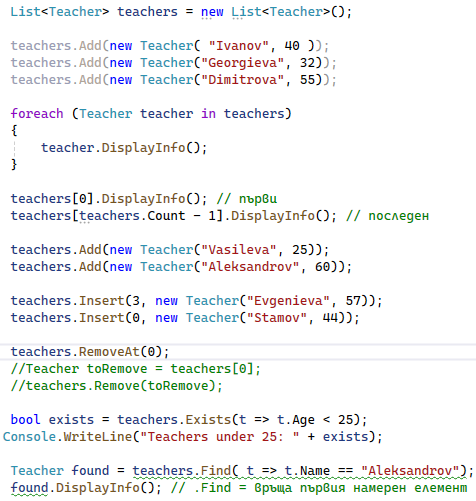 List<Teacher> teachers = new List<Teacher>();
teachers.Add(new Teacher( "Ivanov", 40 ));
teachers.Add(new Teacher("Georgieva", 32));
teachers.Add(new Teacher("Dimitrova", 55));
foreach (Teacher teacher in teachers)
{
teacher.DisplayInfo();
}
teachers[0].DisplayInfo(); // първи
teachers[teachers.Count - 1].DisplayInfo(); // последен
teachers.Add(new Teacher("Vasileva", 25));
teachers.Add(new Teacher("Aleksandrov", 60));
teachers.Insert(3, new Teacher("Evgenieva", 57));
teachers.Insert(0, new Teacher("Stamov", 44));
teachers.RemoveAt(0);
//Teacher toRemove = teachers[0];
//teachers.Remove(toRemove);
bool exists = teachers.Exists(t => t.Age < 25);
Console.WriteLine("Teachers under 25: " + exists);
Teacher found = teachers.Find( t => t.Name == "Aleksandrov");
found.DisplayInfo(); // .Find = връща първия намерен елемент